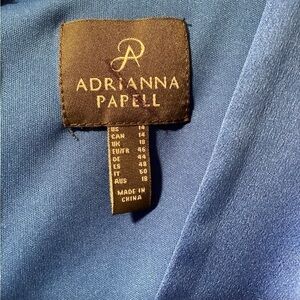 ADRIANNA
PAPELL
US 14
CAN 14
UK 18
EU/FR 46
DE 44
ES 48
IT 50
AUS 18
MADE IN
CHINA